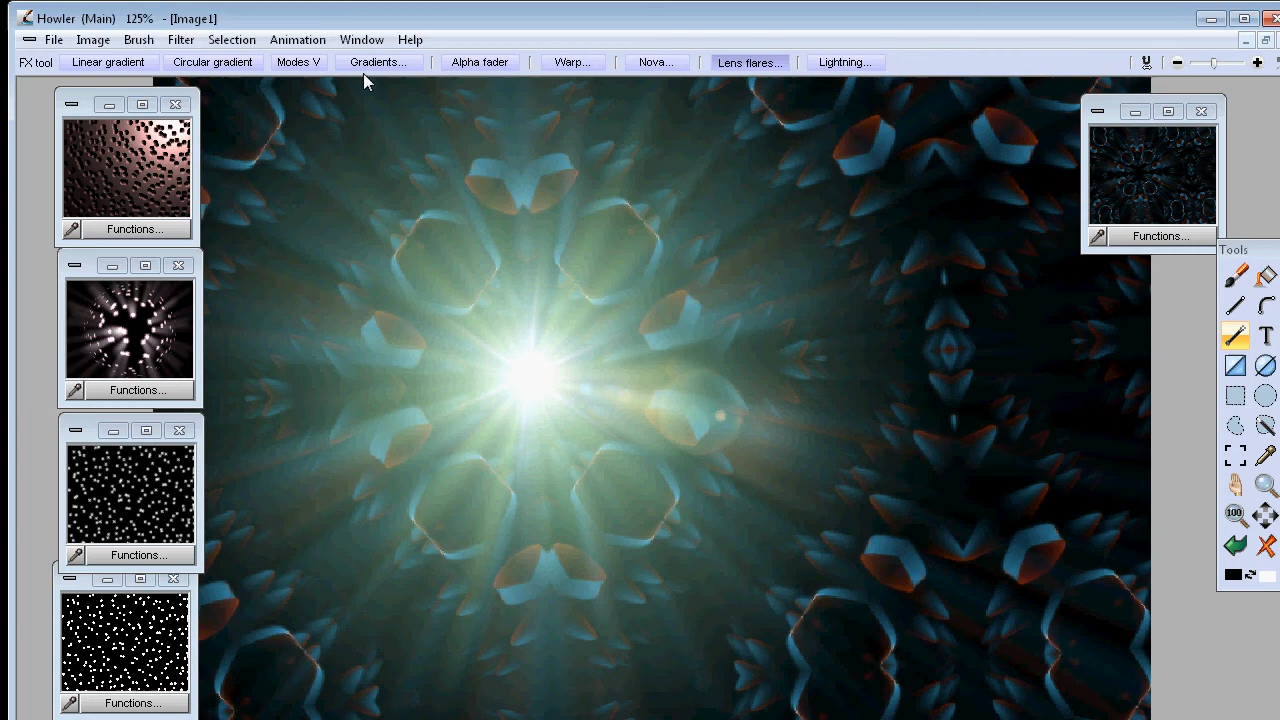 Howler (Main) 125% - [Image1]
File Image Brush Filter Selection Animation Window Help
FX tool Linear gradient Circular gradient Modes V Gradients... Alpha fader Warp... Nova... Lens flares... Lightning...
Functions...
Functions...
Tools
Functions...
T
Functions...
100
Functions...